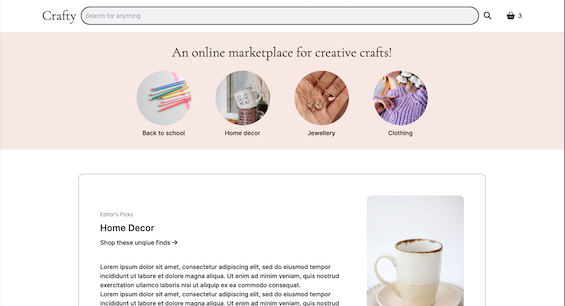 Crafty
Search for anything
3
An online marketplace for creative crafts!
Back to school
Home decor
Jewellery
Clothing
Editor's Picks
Home Decor
Shop these unqiue finds →
Lorem ipsum dolor sit amet, consectetur adipiscing elit, sed do eiusmod tempor
incididunt ut labore et dolore magna aliqua. Ut enim ad minim veniam, quis nostrud
exercitation ullamco laboris nisi ut aliquip ex ea commodo consequat.
Lorem ipsum dolor sit amet, consectetur adipiscing elit, sed do eiusmod tempor
incididunt ut labore et dolore magna aliqua. Ut enim ad minim veniam, quis nostrud